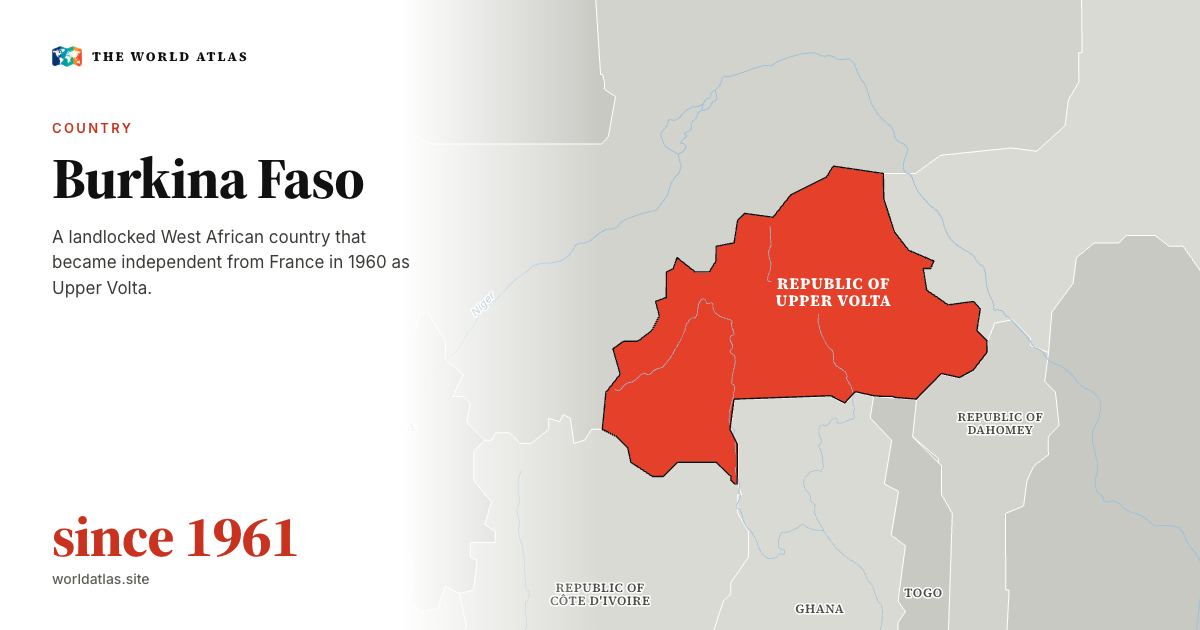 THE WORLD ATLAS
COUNTRY
Burkina Faso
A landlocked West African country that
became independent from France in 1960 as
Upper Volta.
since 1961
worldatlas.site
Niger
REPUBLIC OF
UPPER VOLTA
REPUBLIC OF
DAHOMEY
REPUBLIC OF
CÔTE D'IVOIRE
GHANA
TOGO